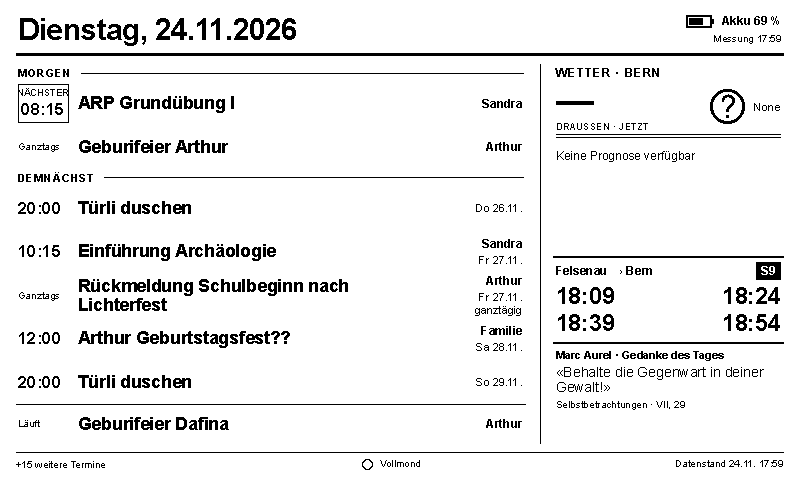 Dienstag, 24.11.2026
Akku 69 %
Messung 17:59
MORGEN
NÄCHSTER
08:15
ARP Grundübung I
Sandra
Ganztags
Geburifeier Arthur
Arthur
DEMNÄCHST
20:00
Türli duschen
Do 26.11.
10:15
Einführung Archäologie
Sandra
Fr 27.11.
Ganztags
Rückmeldung Schulbeginn nach
Lichterfest
Arthur
Fr 27.11.
ganztägig
12:00
Arthur Geburtstagsfest??
Familie
Sa 28.11.
20:00
Türli duschen
So 29.11.
Läuft
Geburifeier Dafina
Arthur
WETTER · BERN
—
?
None
DRAUSSEN · JETZT
Keine Prognose verfügbar
Felsenau › Bern
S9
18:09 18:24
18:39 18:54
Marc Aurel · Gedanke des Tages
«Behalte die Gegenwart in deiner
Gewalt!»
Selbstbetrachtungen · VII, 29
+15 weitere Termine
Vollmond
Datenstand 24.11. 17:59